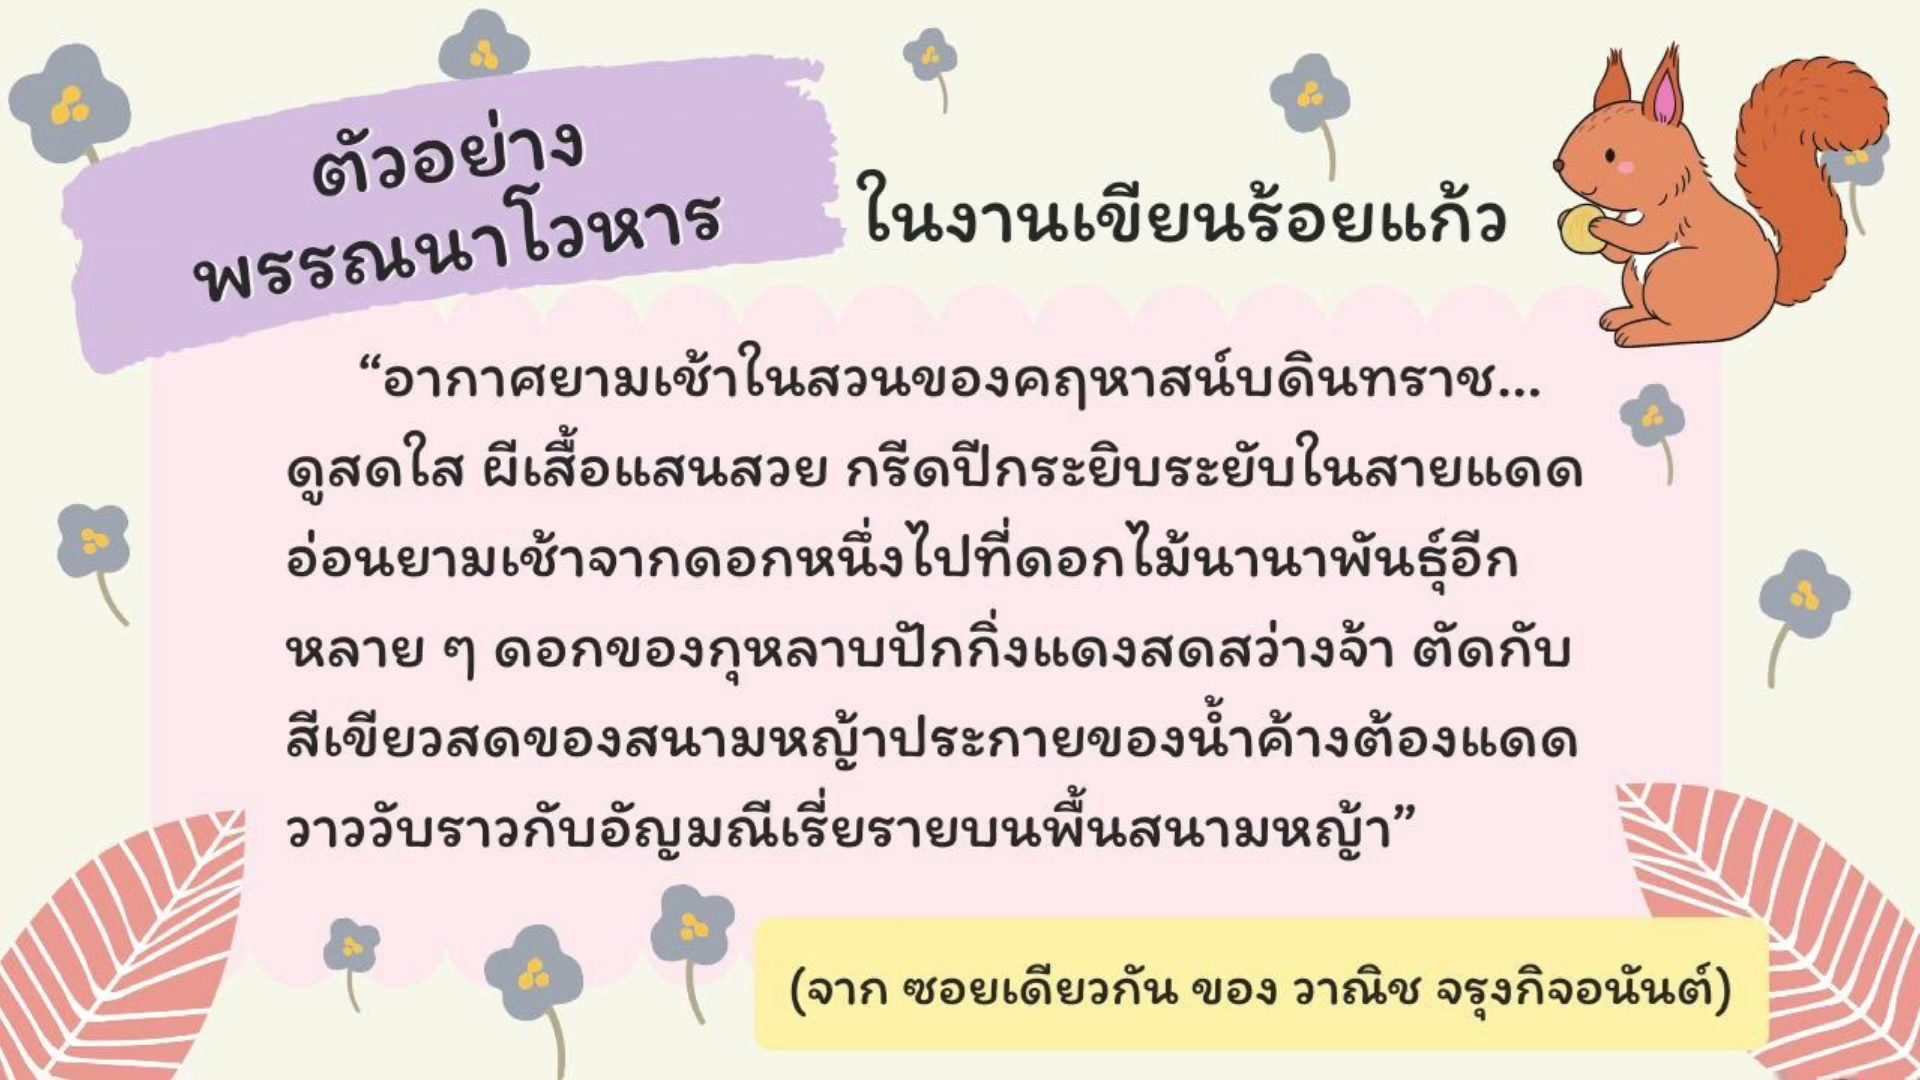 ตัวอย่าง
พรรณนาโวหาร
ในงานเขียนร้อยแก้ว
“อากาศยามเช้าในสวนของคฤหาสน์บดินทราช...
ดูสดใส ผีเสื้อแสนสวย กรีดปีกระยิบระยับในสายแดด
อ่อนยามเช้าจากดอกหนึ่งไปที่ดอกไม้นานาพันธุ์อีก
หลาย ๆ ดอกของกุหลาบปักกิ่งแดงสดสว่างจ้า ตัดกับ
สีเขียวสดของสนามหญ้าประกายของน้ำค้างต้องแดด
วาววับราวกับอัญมณีเรี่ยรายบนพื้นสนามหญ้า”
(จาก ซอยเดียวกัน ของ วาณิช จรุงกิจอนันต์)